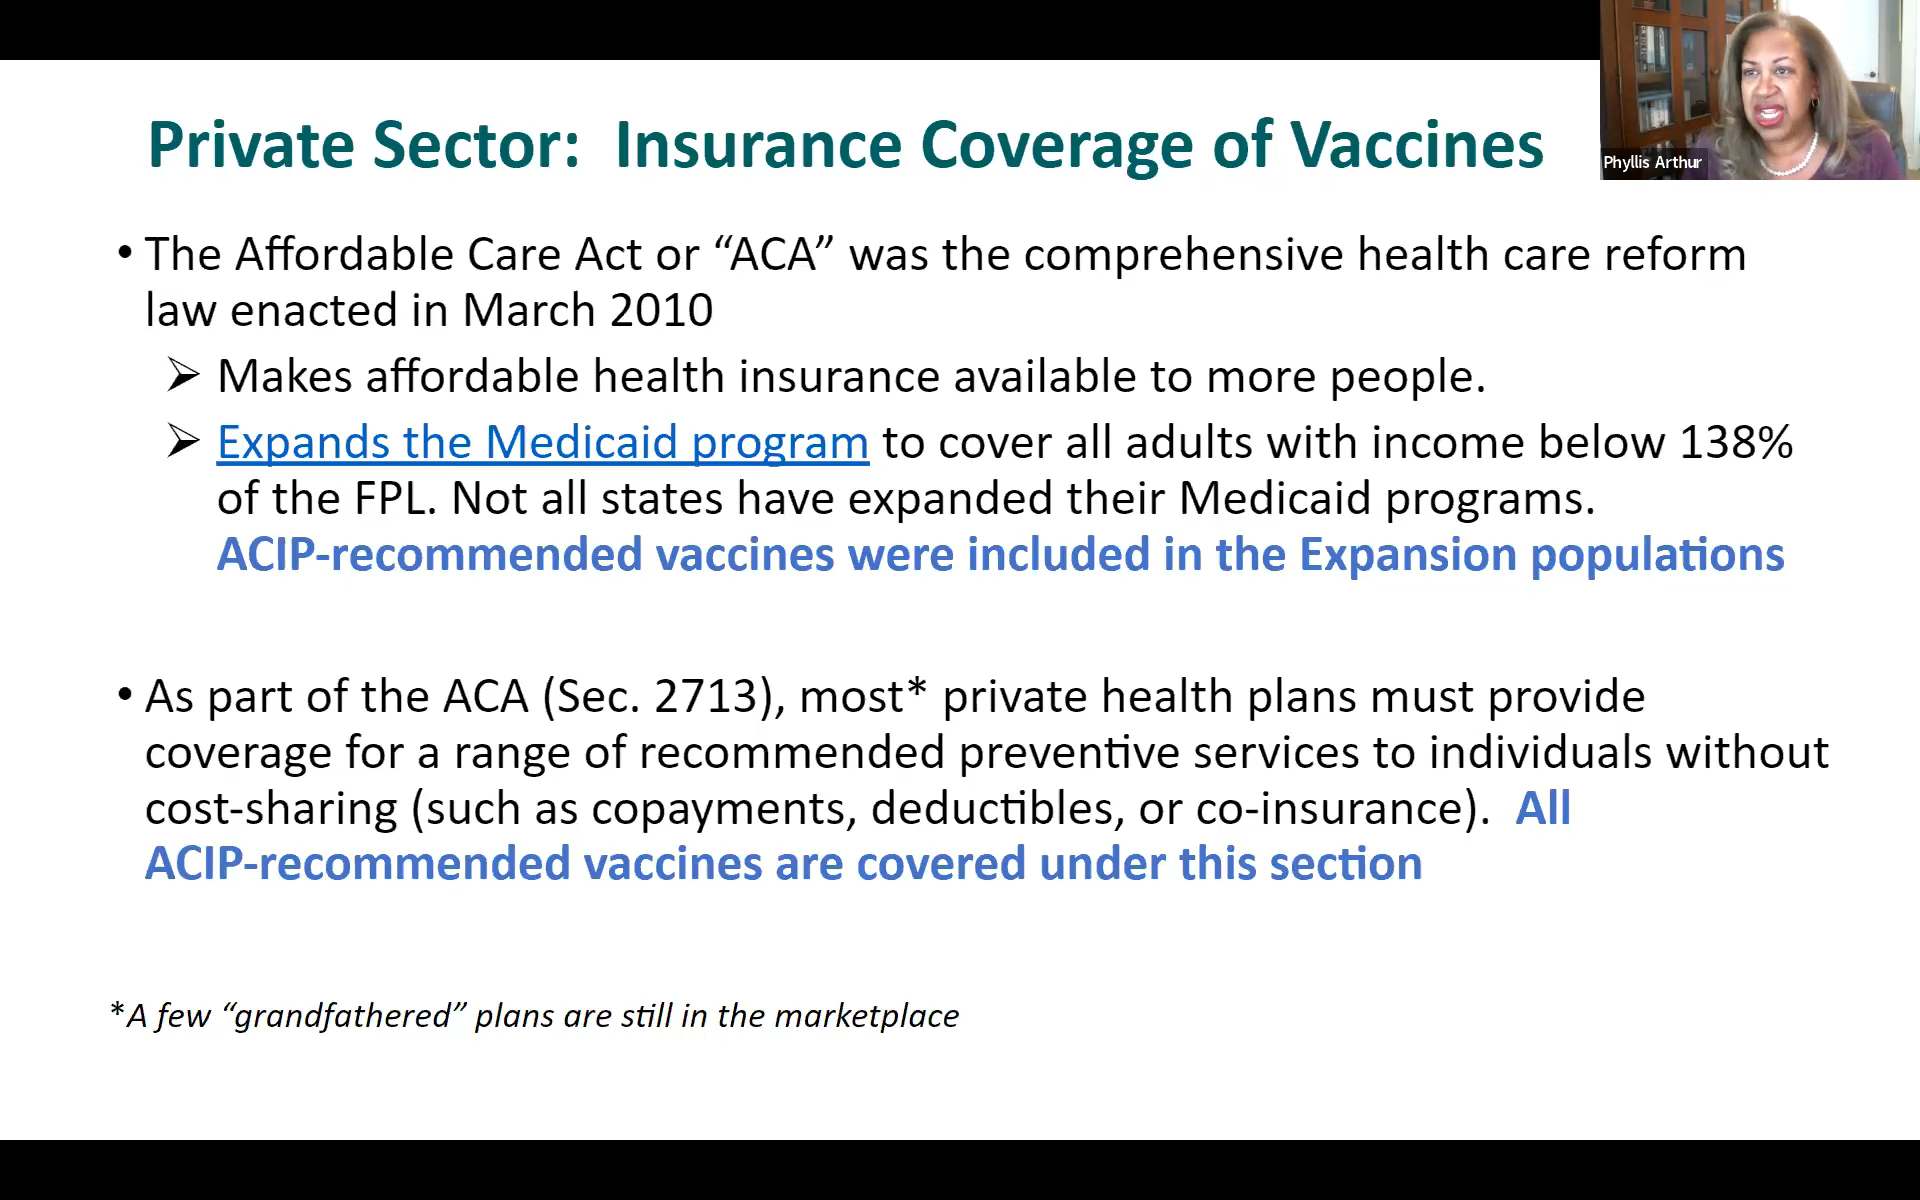 Private Sector:  Insurance Coverage of Vaccines
Phyllis Arthur
• The Affordable Care Act or “ACA” was the comprehensive health care reform
law enacted in March 2010
➢ Makes affordable health insurance available to more people.
➢ Expands the Medicaid program to cover all adults with income below 138%
of the FPL. Not all states have expanded their Medicaid programs.
ACIP-recommended vaccines were included in the Expansion populations
• As part of the ACA (Sec. 2713), most* private health plans must provide
coverage for a range of recommended preventive services to individuals without
cost-sharing (such as copayments, deductibles, or co-insurance).  All
ACIP-recommended vaccines are covered under this section
*A few “grandfathered” plans are still in the marketplace